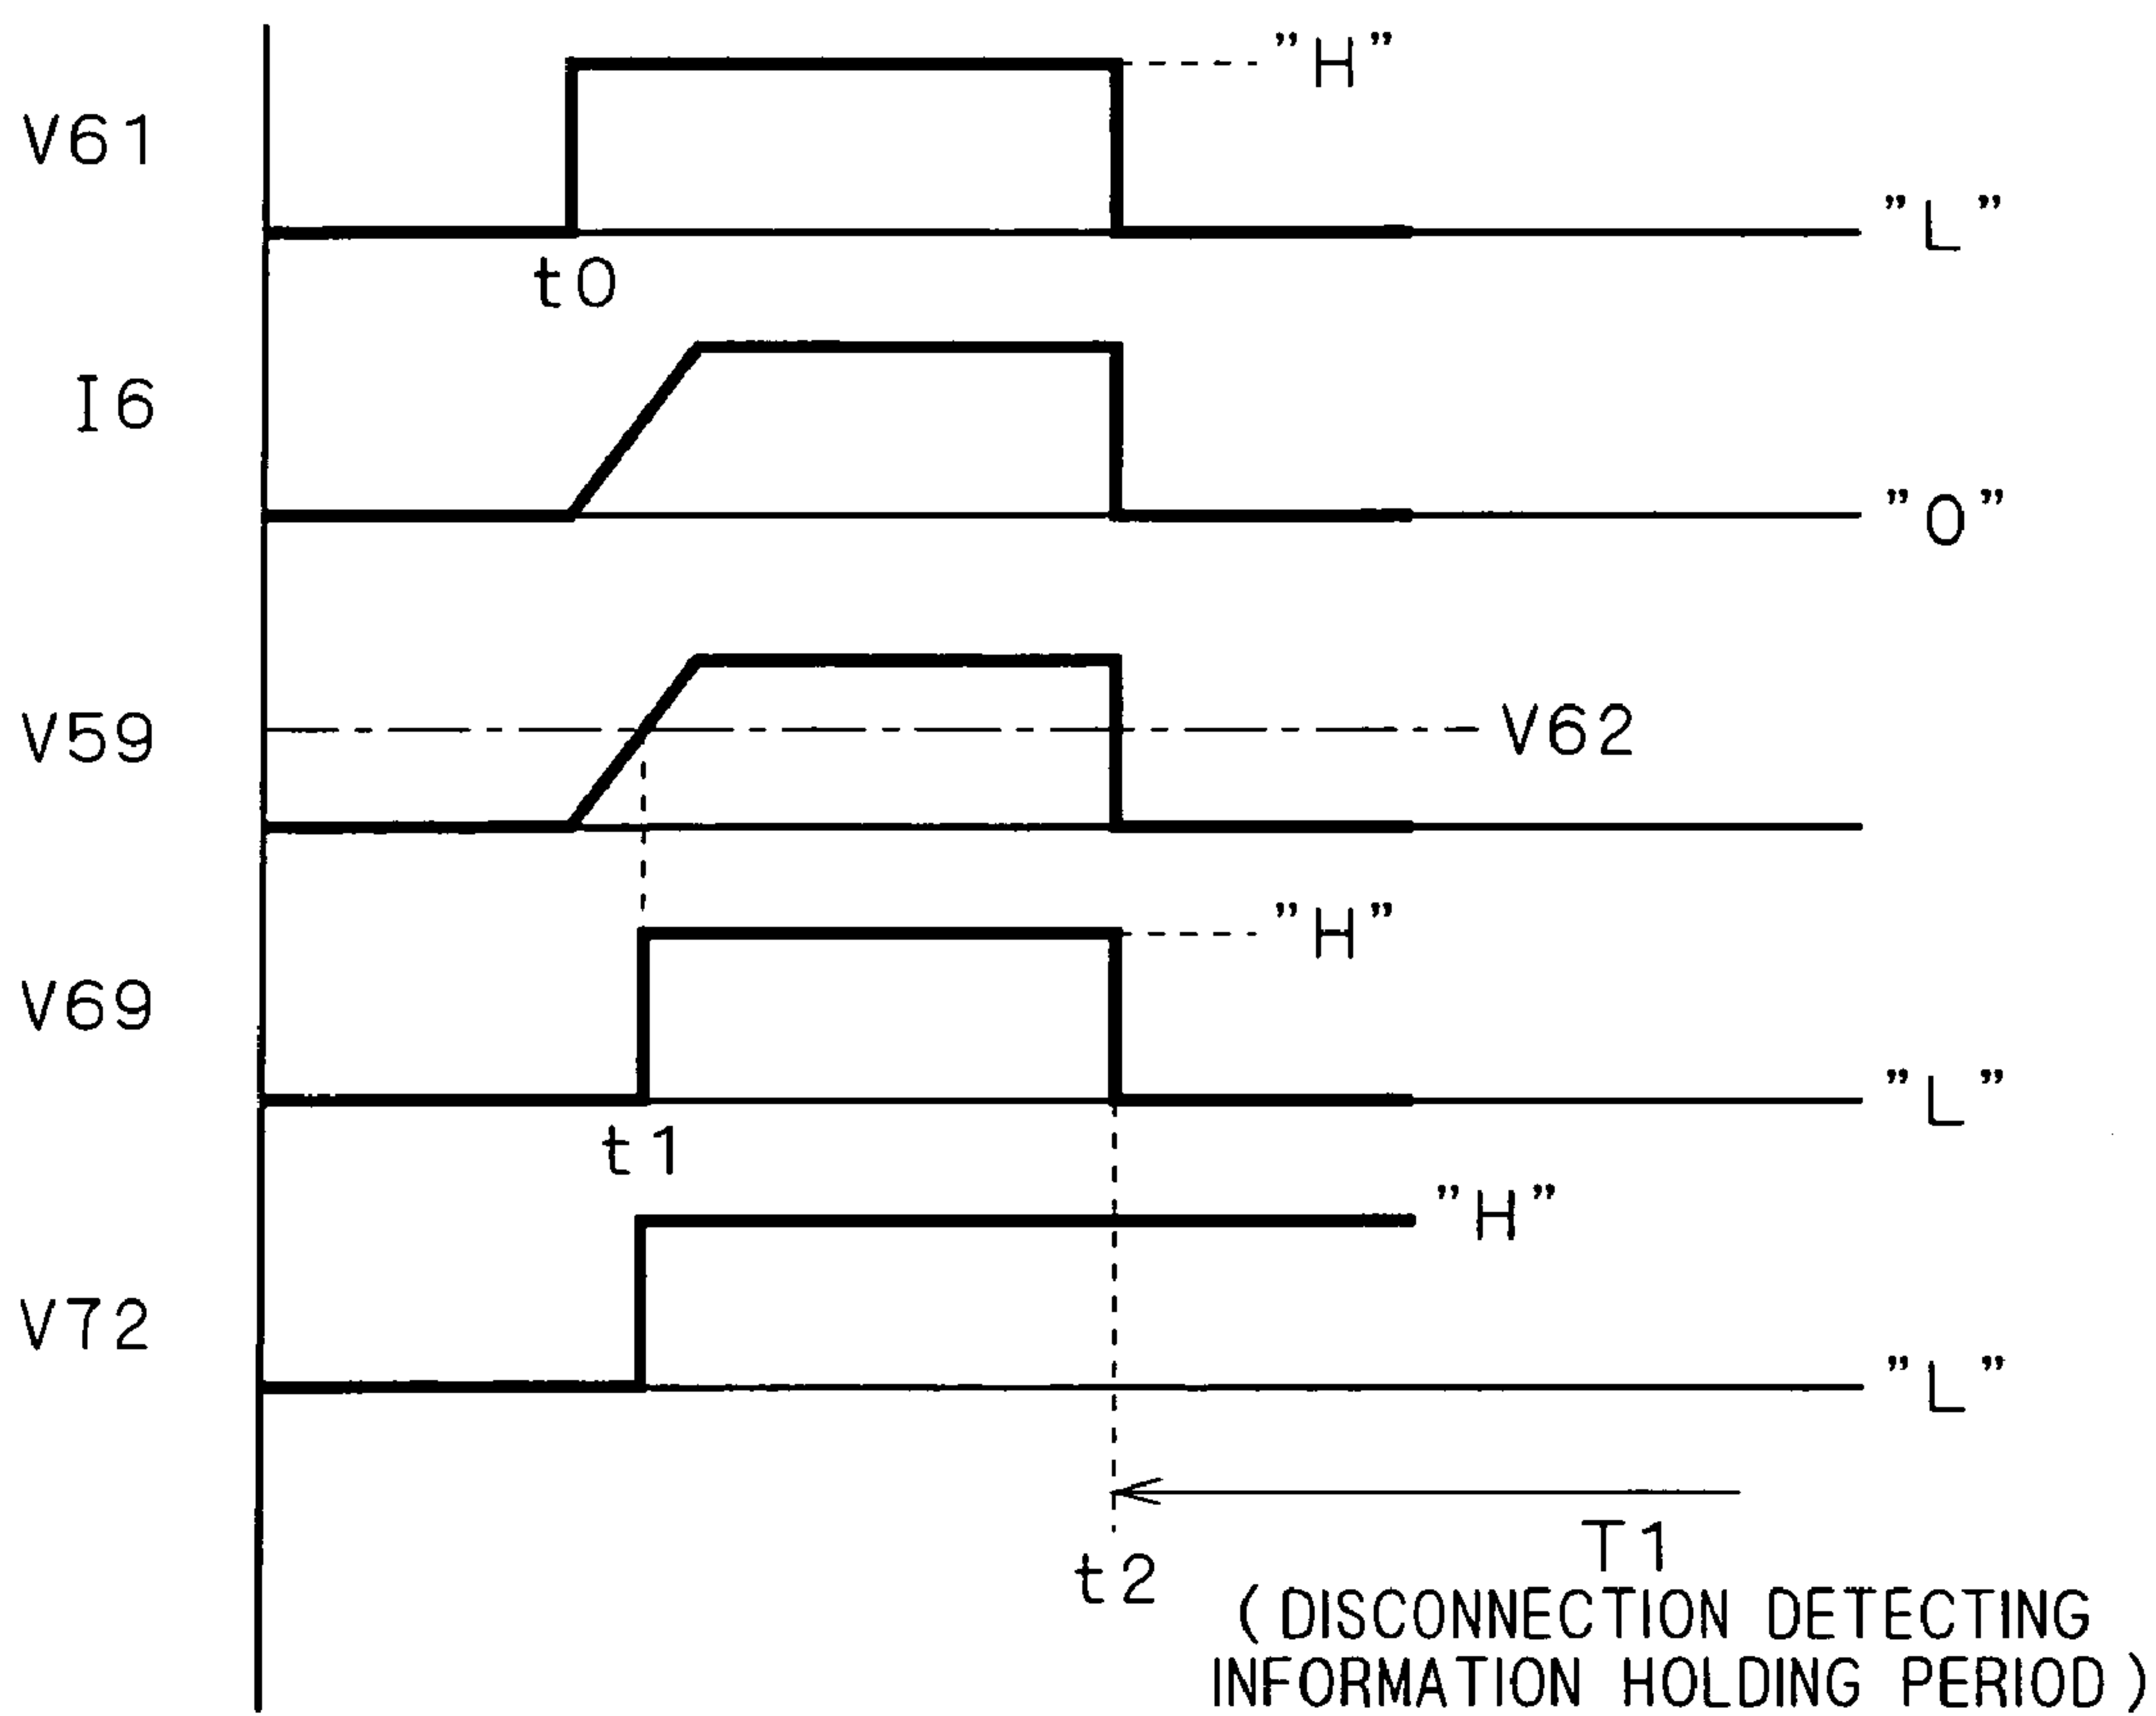 "H"
V61
"L"
t0
I6
"0"
V59
V62
"H"
V69
"L"
t1
"H"
V72
"L"
T1
t2
(DISCONNECTION DETECTING
INFORMATION HOLDING PERIOD)